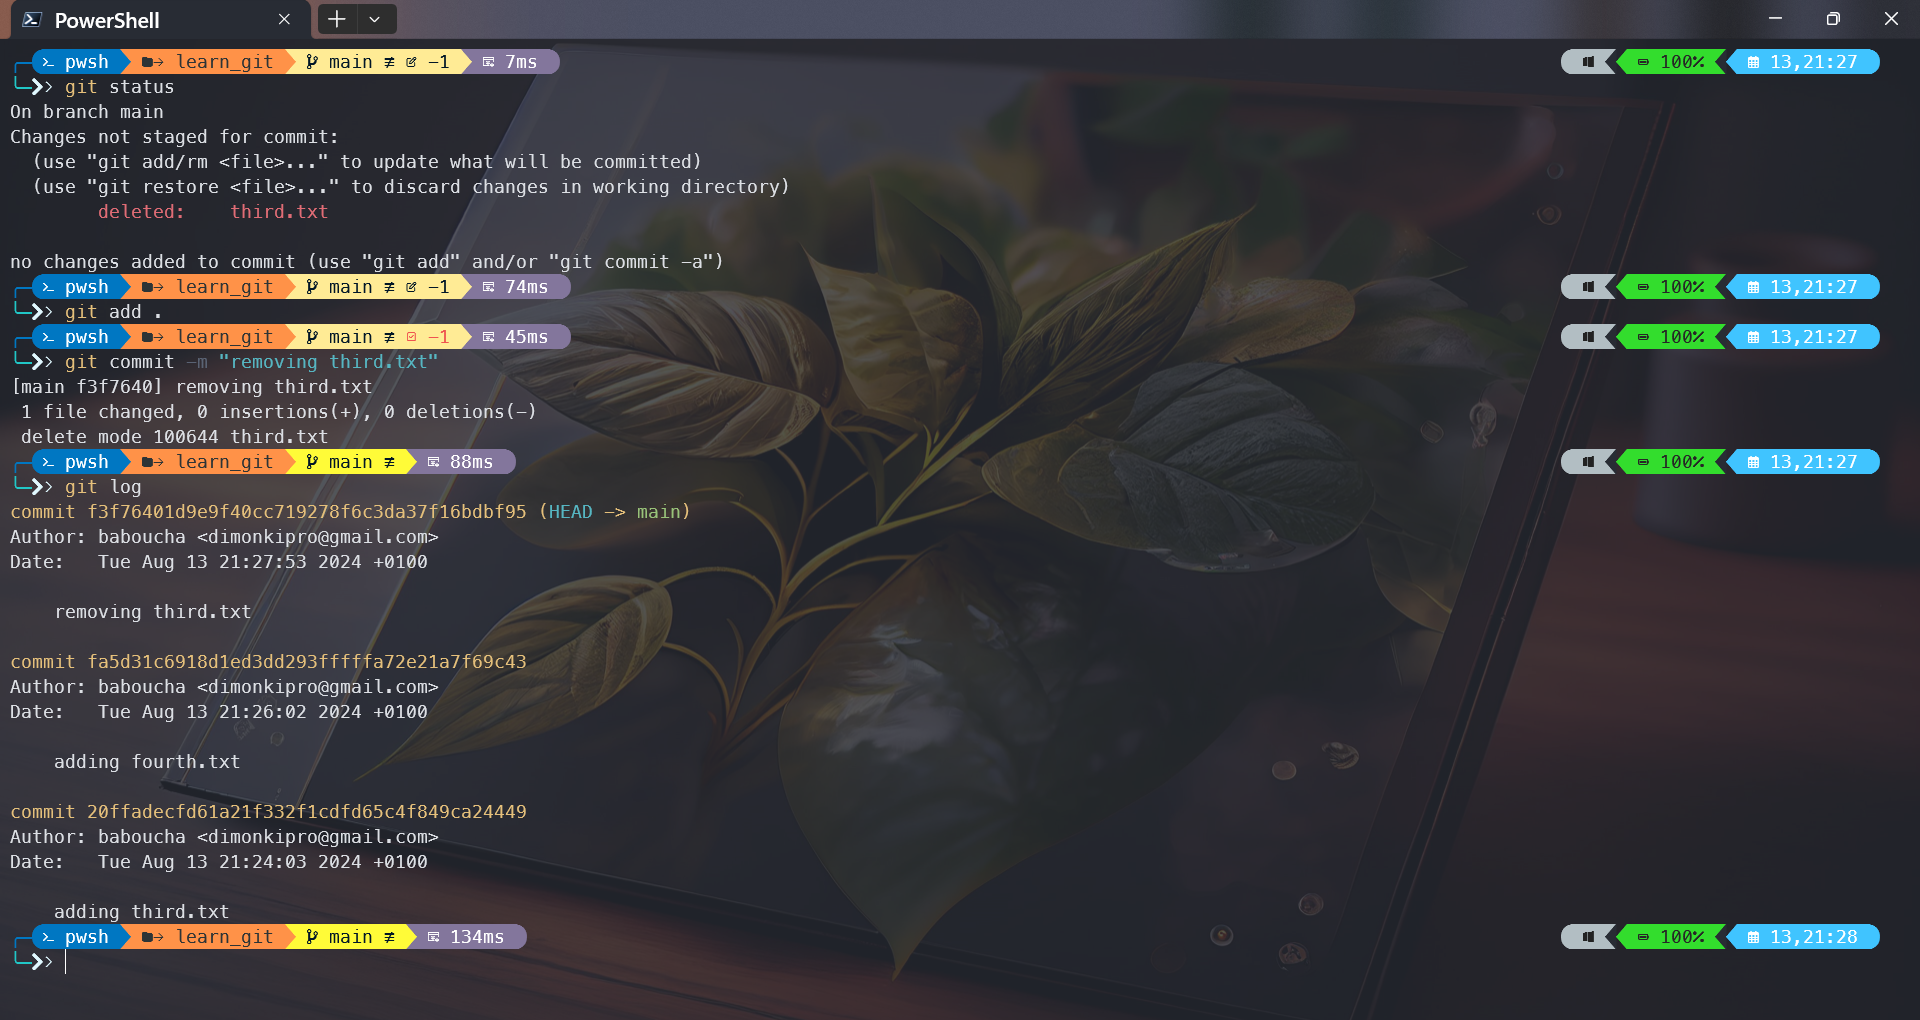 PowerShell
pwsh learn_git main ≢ -1 7ms 100% 13,21:27
git status
On branch main
Changes not staged for commit:
(use "git add/rm <file>..." to update what will be committed)
(use "git restore <file>..." to discard changes in working directory)
deleted: third.txt
no changes added to commit (use "git add" and/or "git commit -a")
pwsh learn_git main ≢ -1 74ms 100% 13,21:27
git add .
pwsh learn_git main ≢ -1 45ms 100% 13,21:27
git commit -m "removing third.txt"
[main f3f7640] removing third.txt
1 file changed, 0 insertions(+), 0 deletions(-)
delete mode 100644 third.txt
pwsh learn_git main ≢ 88ms 100% 13,21:27
git log
commit f3f76401d9e9f40cc719278f6c3da37f16bdbf95 (HEAD -> main)
Author: baboucha <dimonkipro@gmail.com>
Date: Tue Aug 13 21:27:53 2024 +0100
removing third.txt
commit fa5d31c6918d1ed3dd293fffffa72e21a7f69c43
Author: baboucha <dimonkipro@gmail.com>
Date: Tue Aug 13 21:26:02 2024 +0100
adding fourth.txt
commit 20ffadecfd61a21f332f1cdfd65c4f849ca24449
Author: baboucha <dimonkipro@gmail.com>
Date: Tue Aug 13 21:24:03 2024 +0100
adding third.txt
pwsh learn_git main ≢ 134ms 100% 13,21:28